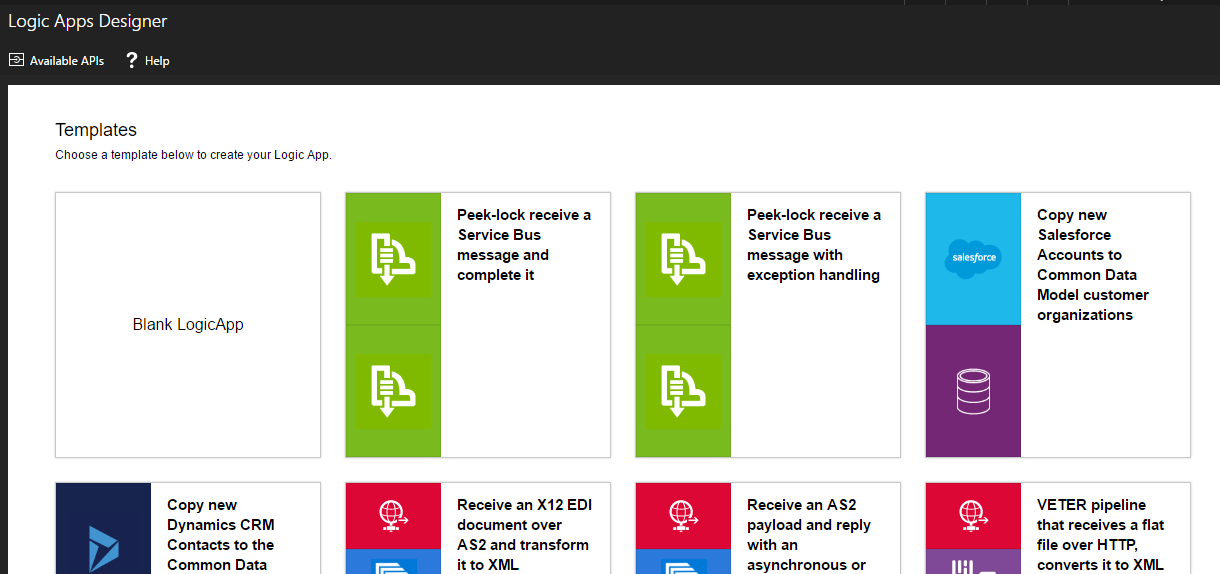 Logic Apps Designer
Available APIs
? Help
Templates
Choose a template below to create your Logic App.
Blank LogicApp
Peek-lock receive a
Service Bus
message and
complete it
Peek-lock receive a
Service Bus
message with
exception handling
salesforce
Copy new
Salesforce
Accounts to
Common Data
Model customer
organizations
Copy new
Dynamics CRM
Contacts to the
Common Data
Receive an X12 EDI
document over
AS2 and transform
it to XML
Receive an AS2
payload and reply
with an
asynchronous or
VETER pipeline
that receives a flat
file over HTTP,
converts it to XML